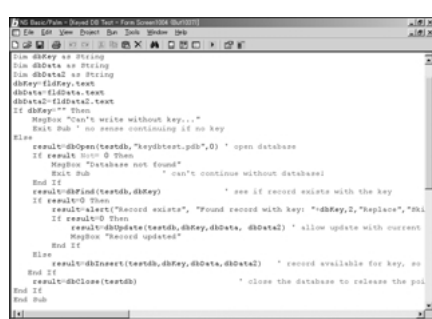 NS Basic/Palm - [Keyed DB Test - Form Screen1004 (But1007)]
File Edit View Project Run Tools Window Help
Dim dbKey as String
Dim dbData as String
Dim dbData2 as String
dbKey=fldKey.text
dbData=fldData.text
dbData2=fldData2.text
If dbKey="" Then
MsgBox "Can't write without key..."
Exit Sub ' no sense continuing if no key
Else
result=dbOpen(testdb,"keydbtest.pdb",0) ' open database
If result Not= 0 Then
MsgBox "Database not found"
Exit Sub ' can't continue without database!
End If
result=dbFind(testdb,dbKey) ' see if record exists with the key
If result=0 Then
result=alert("Record exists", "Found record with key: "+dbKey,2,"Replace","Ski
If result=0 Then
result=dbUpdate(testdb,dbKey,dbData, dbData2) ' allow update with current
MsgBox "Record updated"
End If
Else
result=dbInsert(testdb,dbKey,dbData,dbData2) ' record available for key, so
End If
result=dbClose(testdb) ' close the database to release the poi
End If
End Sub